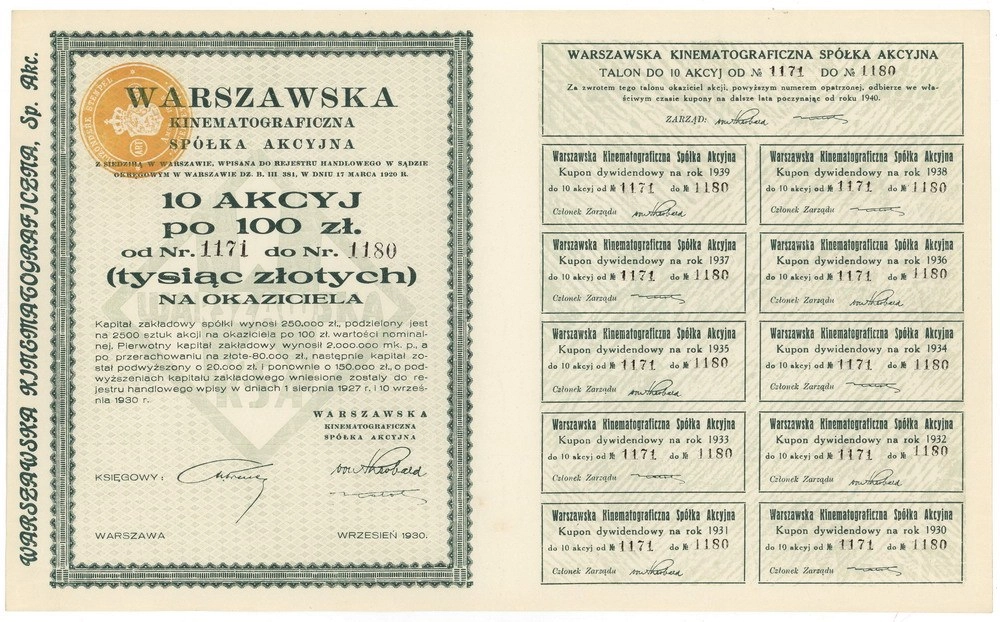 WARSZAWSKA KINEMATOGRAFICZNA, Sp. Akc.
WARSZAWSKA
KINEMATOGRAFICZNA
SPÓŁKA AKCYJNA
Z SIEDZIBĄ W WARSZAWIE, WPISANA DO REJESTRU HANDLOWEGO W SĄDZIE
OKRĘGOWYM W WARSZAWIE DZ. B. III. 381, W DNIU 17 MARCA 1920 R.
10 AKCYJ
po 100 zł.
od Nr. 1171 do Nr. 1180
(tysiąc złotych)
NA OKAZICIELA
Kapitał zakładowy spółki wynosi 250.000 zł., podzielony jest
na 2500 sztuk akcji na okaziciela po 100 zł. wartości nominal-
nej. Pierwotny kapitał zakładowy wynosił 2.000.000 mk. p., a
po przerachowaniu na złote-80.000 zł., następnie kapitał zo-
stał podwyższony o 20.000 zł. i ponownie o 150.000 zł., o pod-
wyższeniach kapitału zakładowego wniesione zostały do re-
jestru handlowego wpisy w dniach 1 sierpnia 1927 r. i 10 wrześ-
nia 1930 r.
WARSZAWSKA
KINEMATOGRAFICZNA
SPÓŁKA AKCYJNA
KSIĘGOWY:
WARSZAWA
WRZESIEŃ 1930.
WARSZAWSKA KINEMATOGRAFICZNA SPÓŁKA AKCYJNA
TALON DO 10 AKCYJ OD № 1171 DO № 1180
Za zwrotem tego talonu okaziciel akcji, powyższym numerem opatrzonej, odbierze we wła-
ściwym czasie kupony na dalsze lata poczynając od roku 1940.
ZARZĄD:
Warszawska Kinematograficzna Spółka Akcyjna
Kupon dywidendowy na rok 1939
do 10 akcyj od № 1171 do № 1180
Członek Zarządu
Warszawska Kinematograficzna Spółka Akcyjna
Kupon dywidendowy na rok 1938
do 10 akcyj od № 1171 do № 1180
Członek Zarządu
Warszawska Kinematograficzna Spółka Akcyjna
Kupon dywidendowy na rok 1937
do 10 akcyj od № 1171 do № 1180
Członek Zarządu
Warszawska Kinematograficzna Spółka Akcyjna
Kupon dywidendowy na rok 1936
do 10 akcyj od № 1171 do № 1180
Członek Zarządu
Warszawska Kinematograficzna Spółka Akcyjna
Kupon dywidendowy na rok 1935
do 10 akcyj od № 1171 do № 1180
Członek Zarządu
Warszawska Kinematograficzna Spółka Akcyjna
Kupon dywidendowy na rok 1934
do 10 akcyj od № 1171 do № 1180
Członek Zarządu
Warszawska Kinematograficzna Spółka Akcyjna
Kupon dywidendowy na rok 1933
do 10 akcyj od № 1171 do № 1180
Członek Zarządu
Warszawska Kinematograficzna Spółka Akcyjna
Kupon dywidendowy na rok 1932
do 10 akcyj od № 1171 do № 1180
Członek Zarządu
Warszawska Kinematograficzna Spółka Akcyjna
Kupon dywidendowy na rok 1931
do 10 akcyj od № 1171 do № 1180
Członek Zarządu
Warszawska Kinematograficzna Spółka Akcyjna
Kupon dywidendowy na rok 1930
do 10 akcyj od № 1171 do № 1180
Członek Zarządu